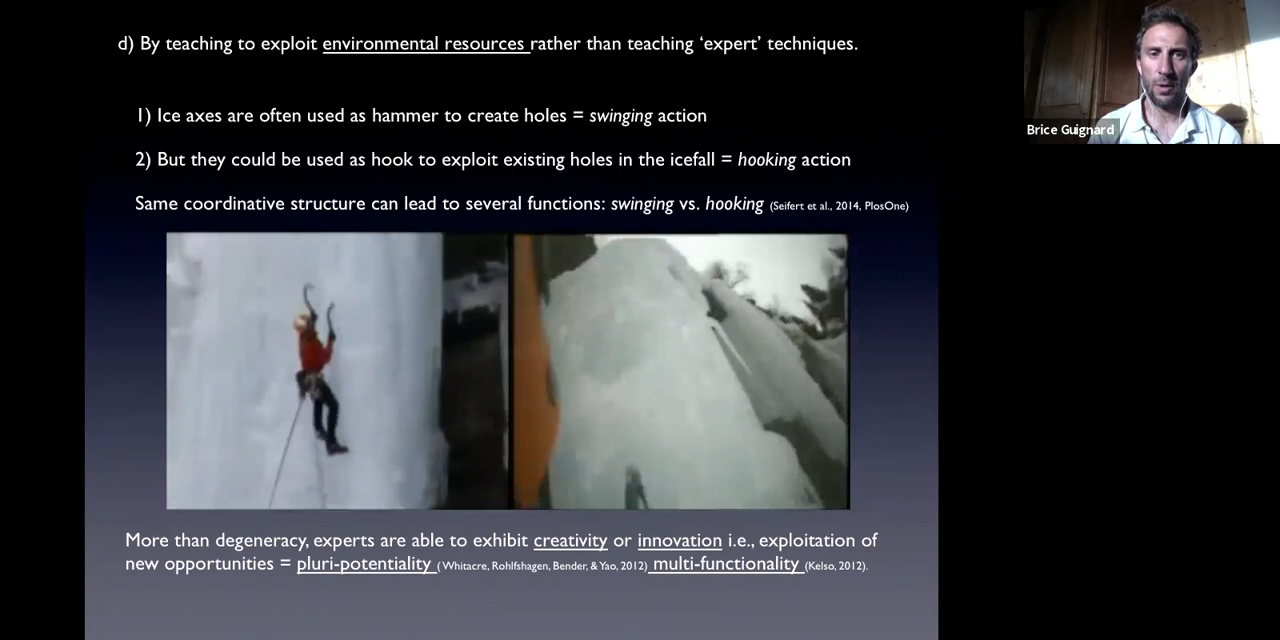 d) By teaching to exploit environmental resources rather than teaching ‘expert’ techniques.
1) Ice axes are often used as hammer to create holes = swinging action
2) But they could be used as hook to exploit existing holes in the icefall = hooking action
Same coordinative structure can lead to several functions: swinging vs. hooking (Seifert et al., 2014, PlosOne)
More than degeneracy, experts are able to exhibit creativity or innovation i.e., exploitation of
new opportunities = pluri-potentiality (Whitacre, Rohlfshagen, Bender, & Yao, 2012) multi-functionality (Kelso, 2012).
Brice Guignard